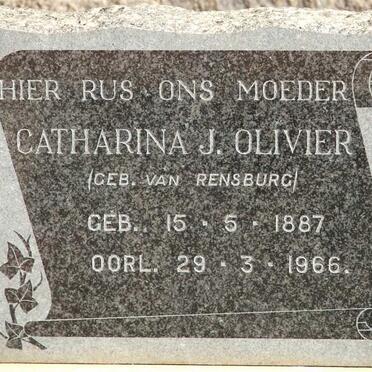 HIER RUS ONS MOEDER
CATHARINA J. OLIVIER
(GEB. VAN RENSBURG)
GEB. 15 · 5 · 1887
OORL. 29 · 3 · 1966.